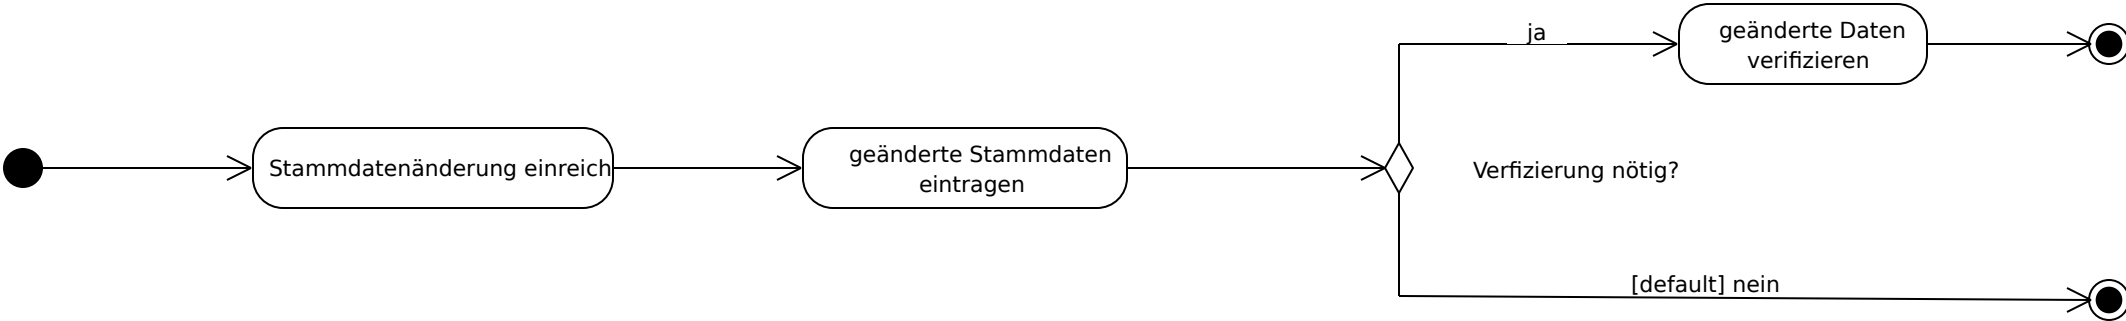 Stammdatenänderung einreich
geänderte Stammdaten
eintragen
Verfizierung nötig?
ja
geänderte Daten
verifizieren
[default] nein